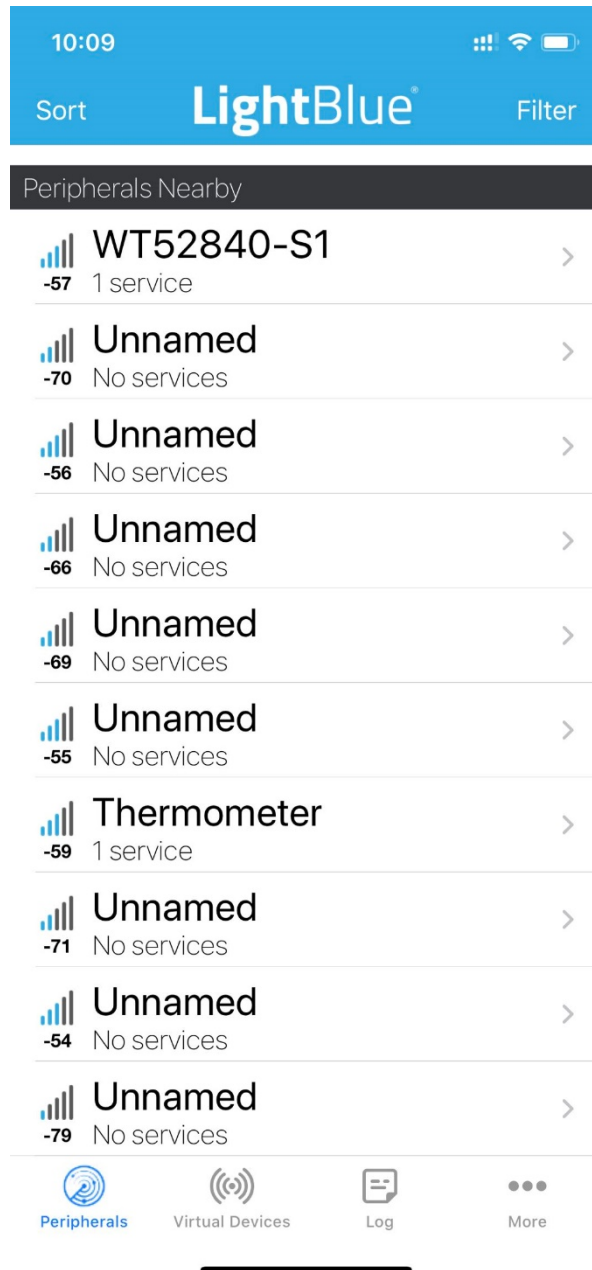 10:09
Sort LightBlue® Filter
Peripherals Nearby
WT52840-S1
-57 1 service
Unnamed
-70 No services
Unnamed
-56 No services
Unnamed
-66 No services
Unnamed
-69 No services
Unnamed
-55 No services
Thermometer
-59 1 service
Unnamed
-71 No services
Unnamed
-54 No services
Unnamed
-79 No services
Peripherals Virtual Devices Log More